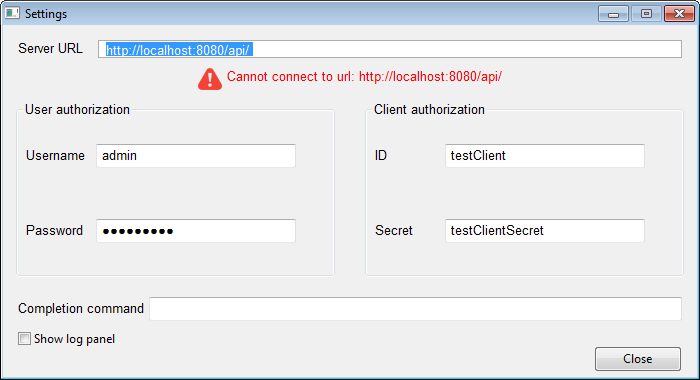 Settings
Server URL http://localhost:8080/api/
Cannot connect to url: http://localhost:8080/api/
User authorization
Client authorization
Username admin
ID testClient
Password •••••••••
Secret testClientSecret
Completion command
Show log panel
Close